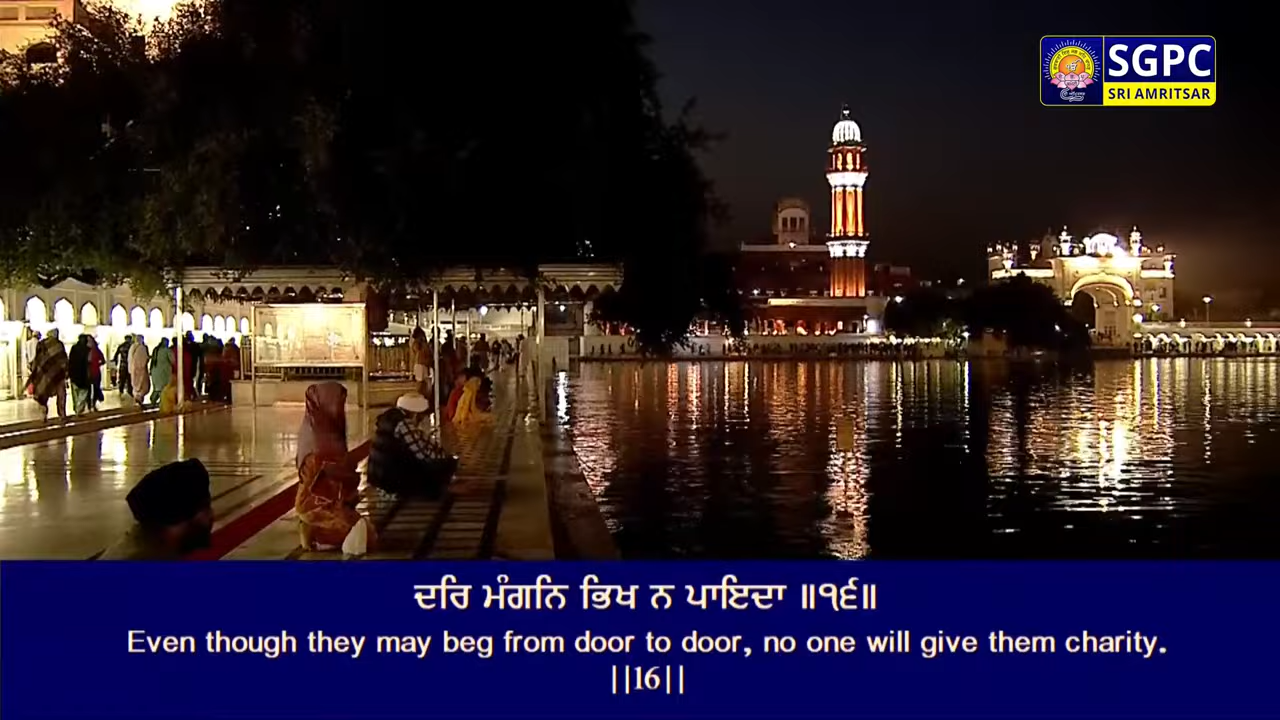 SGPC
SRI AMRITSAR
ਦਰਿ ਮੰਗਨਿ ਭਿਖ ਨ ਪਾਇਦਾ ॥੧੬॥
Even though they may beg from door to door, no one will give them charity.
||16||